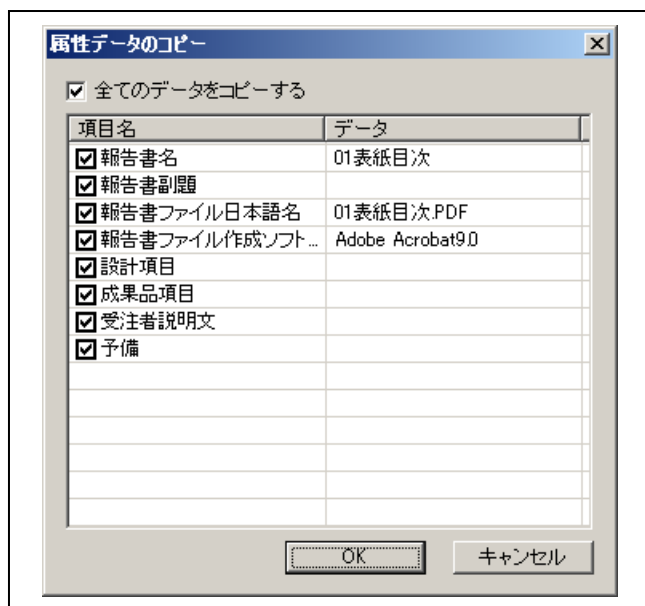 属性データのコピー
全てのデータをコピーする
項目名 データ
報告書名 01表紙目次
報告書副題
報告書ファイル日本語名 01表紙目次.PDF
報告書ファイル作成ソフト... Adobe Acrobat9.0
設計項目
成果品項目
受注者説明文
予備
OK キャンセル